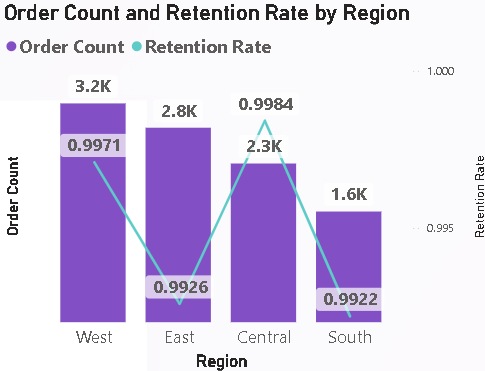 Order Count and Retention Rate by Region
Order Count Retention Rate
3.2K
2.8K
0.9984
2.3K
1.6K
0.9971
0.9926
0.9922
1.000
0.995
Order Count
Retention Rate
West East Central South
Region